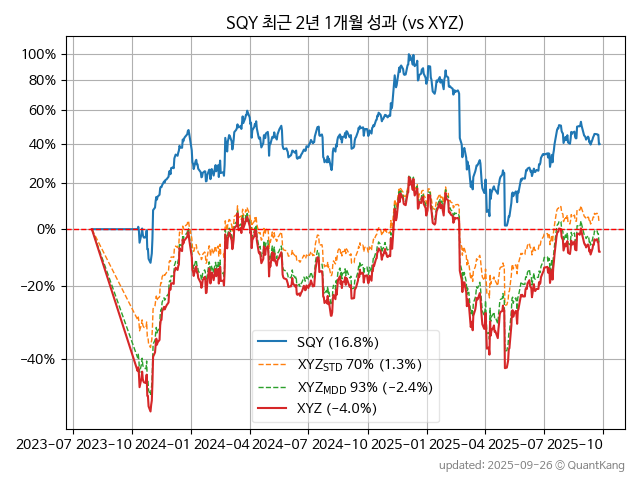 SQY 최근 2년 1개월 성과 (vs XYZ)
100%
80%
60%
40%
20%
0%
−20%
−40%
SQY (16.8%)
XYZSTD 70% (1.3%)
XYZMDD 93% (−2.4%)
XYZ (−4.0%)
2023-07 2023-10 2024-01 2024-04 2024-07 2024-10 2025-01 2025-04 2025-07 2025-10
updated: 2025-09-26 © QuantKang